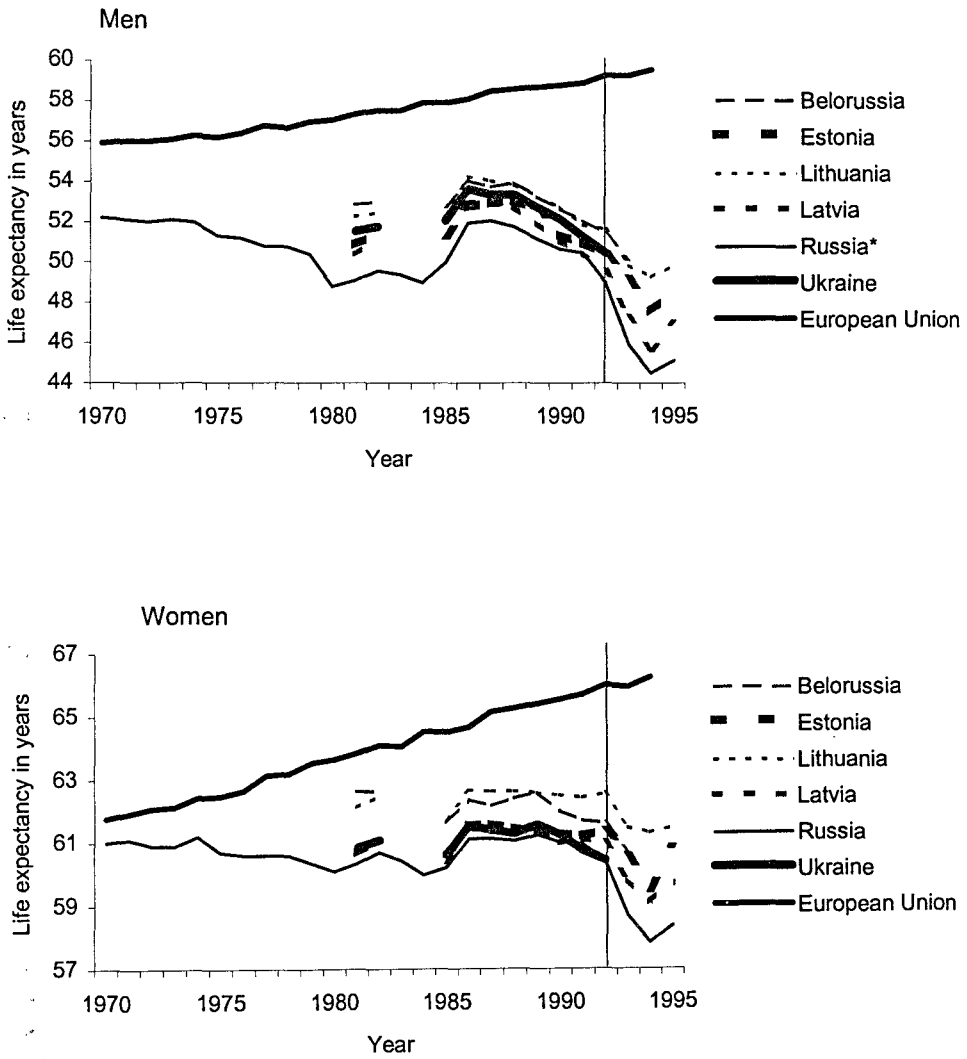 Men
60
58
56
54
52
50
48
46
44
Life expectancy in years
1970 1975 1980 1985 1990 1995
Year
Belorussia
Estonia
Lithuania
Latvia
Russia*
Ukraine
European Union
Women
67
65
63
61
59
57
Life expectancy in years
1970 1975 1980 1985 1990 1995
Year
Belorussia
Estonia
Lithuania
Latvia
Russia
Ukraine
European Union